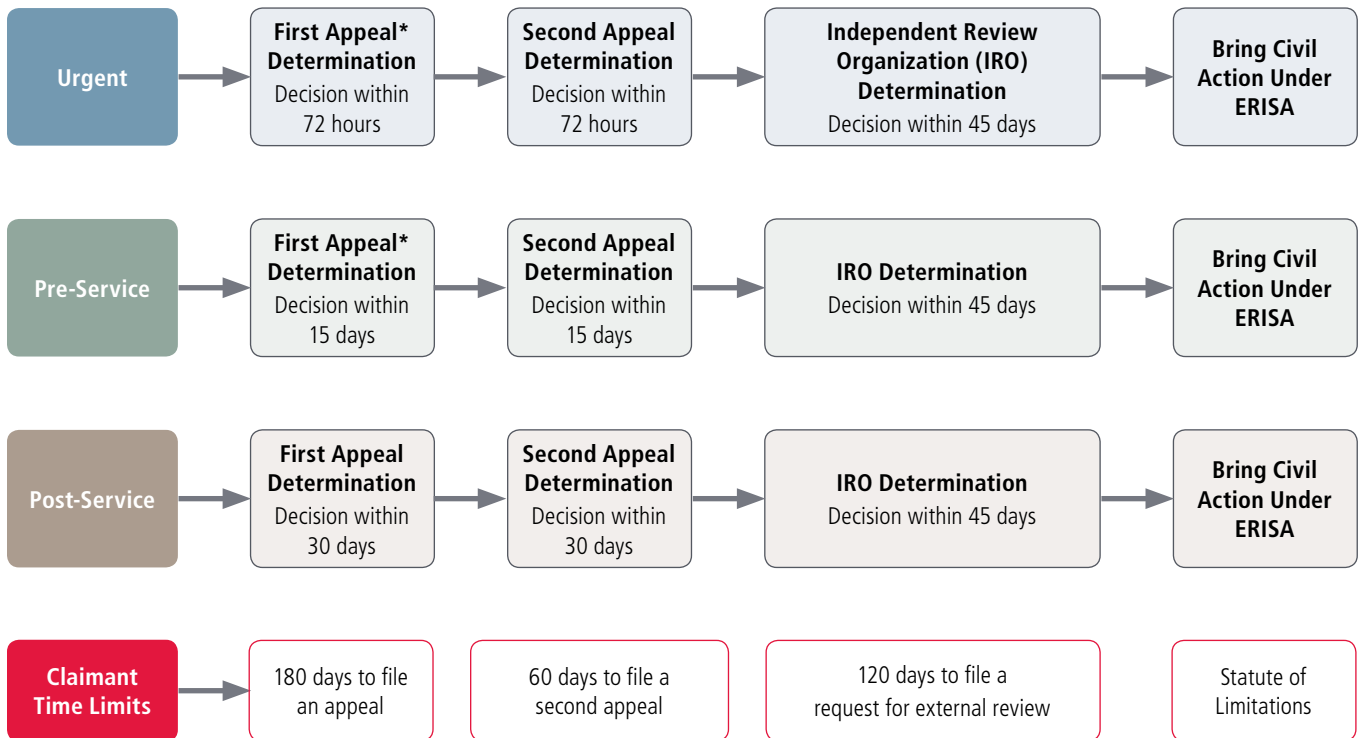 Urgent
First Appeal*
Determination
Decision within
72 hours
Second Appeal
Determination
Decision within
72 hours
Independent Review
Organization (IRO)
Determination
Decision within 45 days
Bring Civil
Action Under
ERISA
Pre-Service
First Appeal*
Determination
Decision within
15 days
Second Appeal
Determination
Decision within
15 days
IRO Determination
Decision within 45 days
Bring Civil
Action Under
ERISA
Post-Service
First Appeal
Determination
Decision within
30 days
Second Appeal
Determination
Decision within
30 days
IRO Determination
Decision within 45 days
Bring Civil
Action Under
ERISA
Claimant
Time Limits
180 days to file
an appeal
60 days to file a
second appeal
120 days to file a
request for external review
Statute of
Limitations